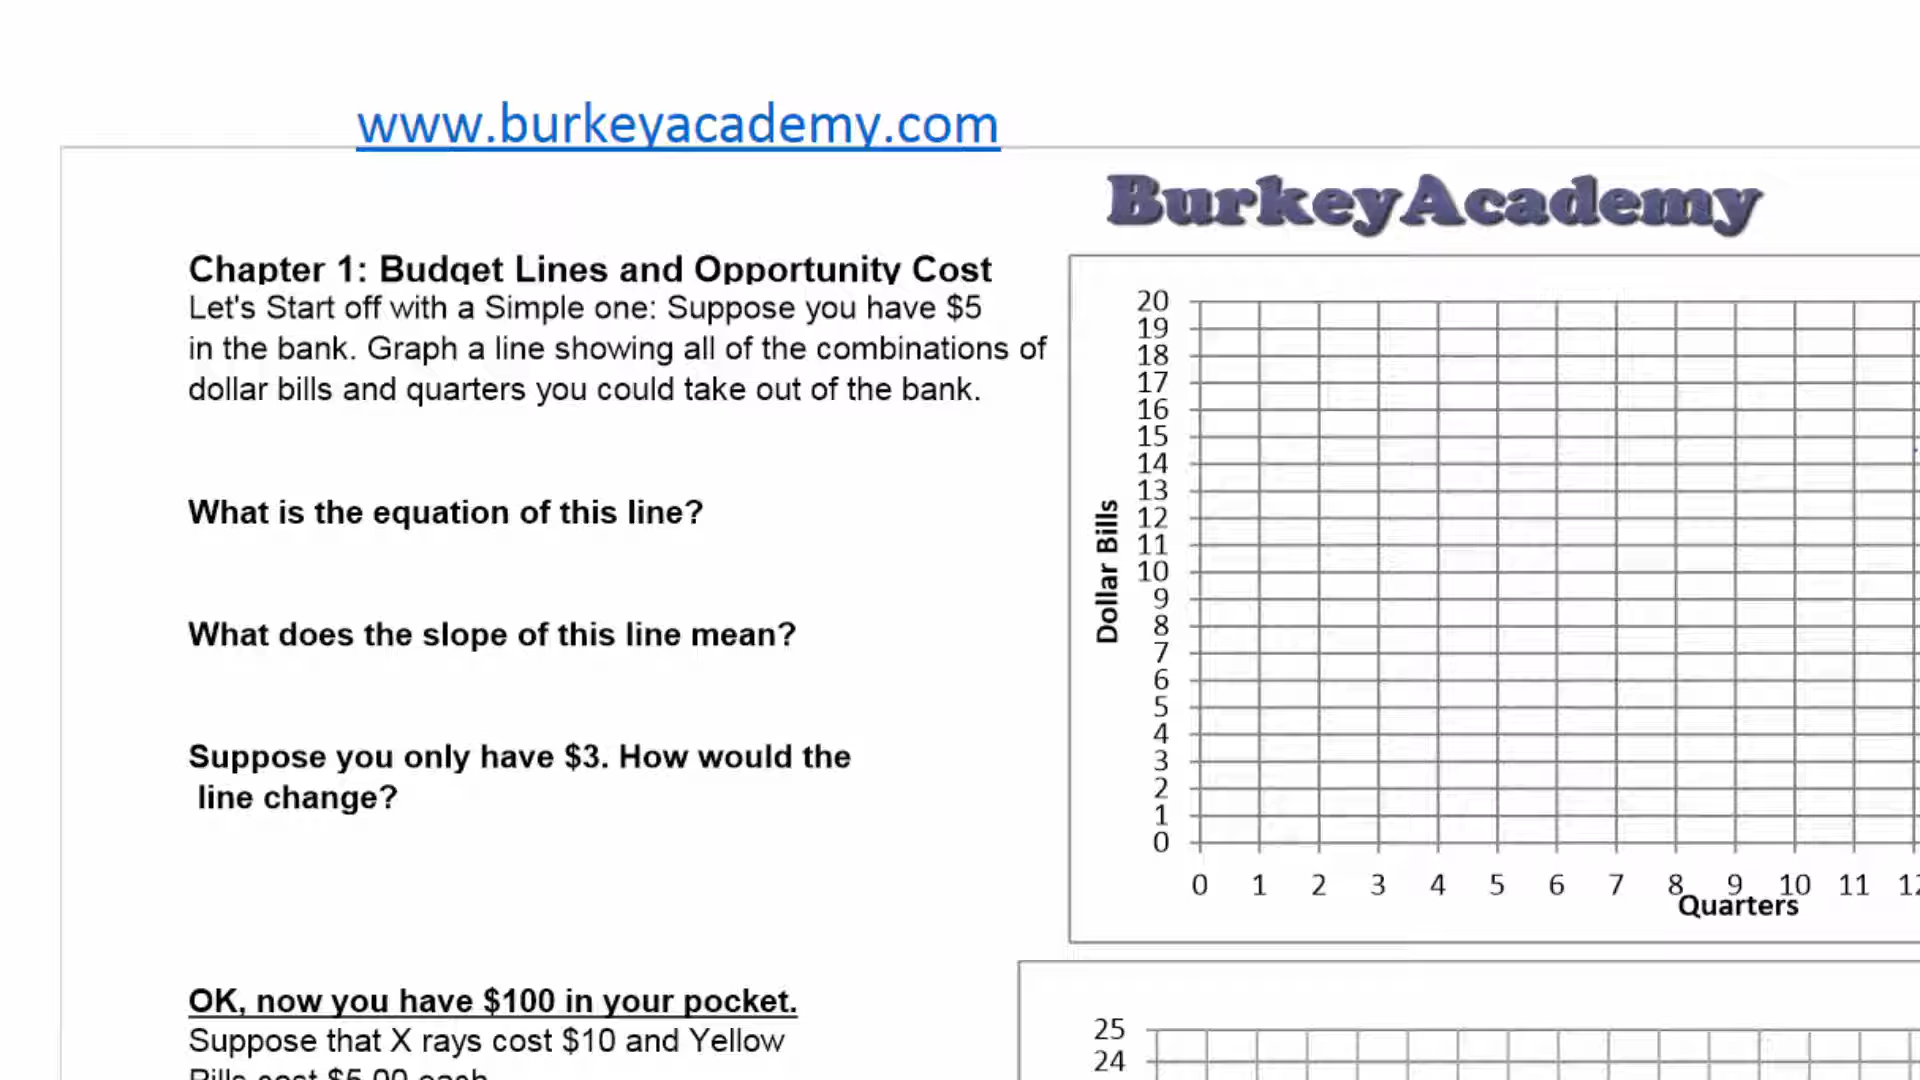 www.burkeyacademy.com
BurkeyAcademy
Chapter 1: Budget Lines and Opportunity Cost
Let's Start off with a Simple one: Suppose you have $5
in the bank. Graph a line showing all of the combinations of
dollar bills and quarters you could take out of the bank.
What is the equation of this line?
What does the slope of this line mean?
Suppose you only have $3. How would the
line change?
OK, now you have $100 in your pocket.
Suppose that X rays cost $10 and Yellow
Pills cost $5.00 each
Dollar Bills
20
19
18
17
16
15
14
13
12
11
10
9
8
7
6
5
4
3
2
1
0
0 1 2 3 4 5 6 7 8 9 10 11 12
Quarters
25
24